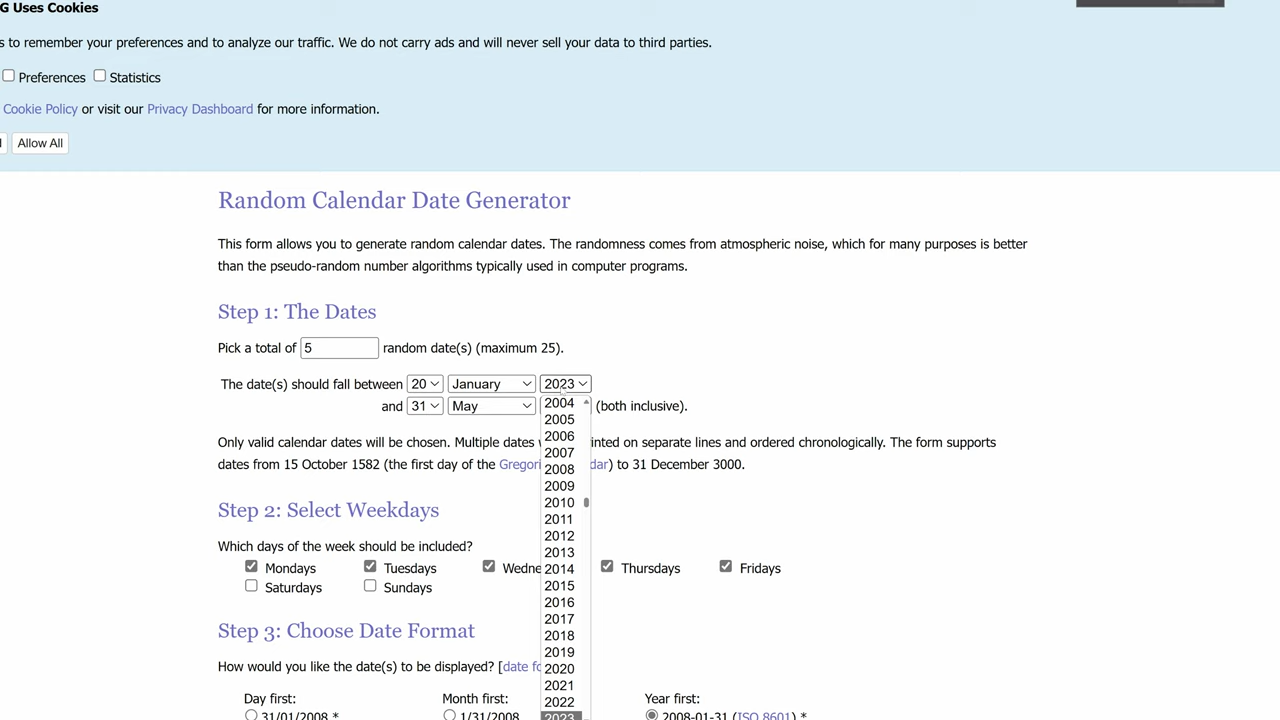 G Uses Cookies
s to remember your preferences and to analyze our traffic. We do not carry ads and will never sell your data to third parties.
Preferences Statistics
Cookie Policy or visit our Privacy Dashboard for more information.
Allow All
Random Calendar Date Generator
This form allows you to generate random calendar dates. The randomness comes from atmospheric noise, which for many purposes is better
than the pseudo-random number algorithms typically used in computer programs.
Step 1: The Dates
Pick a total of 5 random date(s) (maximum 25).
The date(s) should fall between 20 January 2023
and 31 May (both inclusive).
2004
2005
2006
2007
2008
2009
2010
2011
2012
2013
2014
2015
2016
2017
2018
2019
2020
2021
2022
2023
Only valid calendar dates will be chosen. Multiple dates w inted on separate lines and ordered chronologically. The form supports
dates from 15 October 1582 (the first day of the Gregori dar) to 31 December 3000.
Step 2: Select Weekdays
Which days of the week should be included?
Mondays Tuesdays Wedne Thursdays Fridays
Saturdays Sundays
Step 3: Choose Date Format
How would you like the date(s) to be displayed? [date fo
Day first: Month first: Year first:
31/01/2008 * 1/31/2008 2008-01-31 (ISO 8601) *